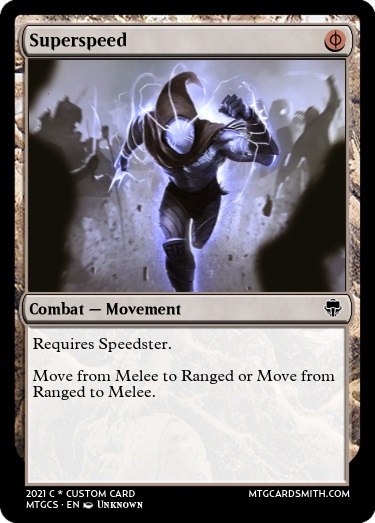 Superspeed
Combat — Movement
Requires Speedster.
Move from Melee to Ranged or Move from
Ranged to Melee.
2021 C * CUSTOM CARD
MTGCARDSMITH.COM
MTGCS · EN Unknown